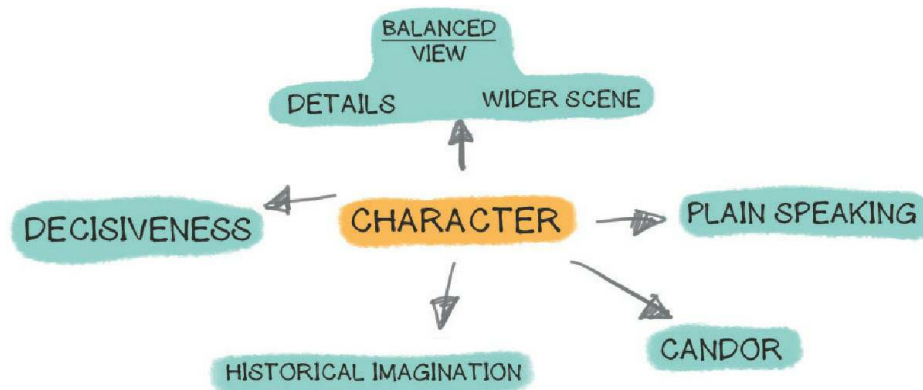 BALANCED
VIEW
DETAILS WIDER SCENE
DECISIVENESS CHARACTER PLAIN SPEAKING
HISTORICAL IMAGINATION CANDOR